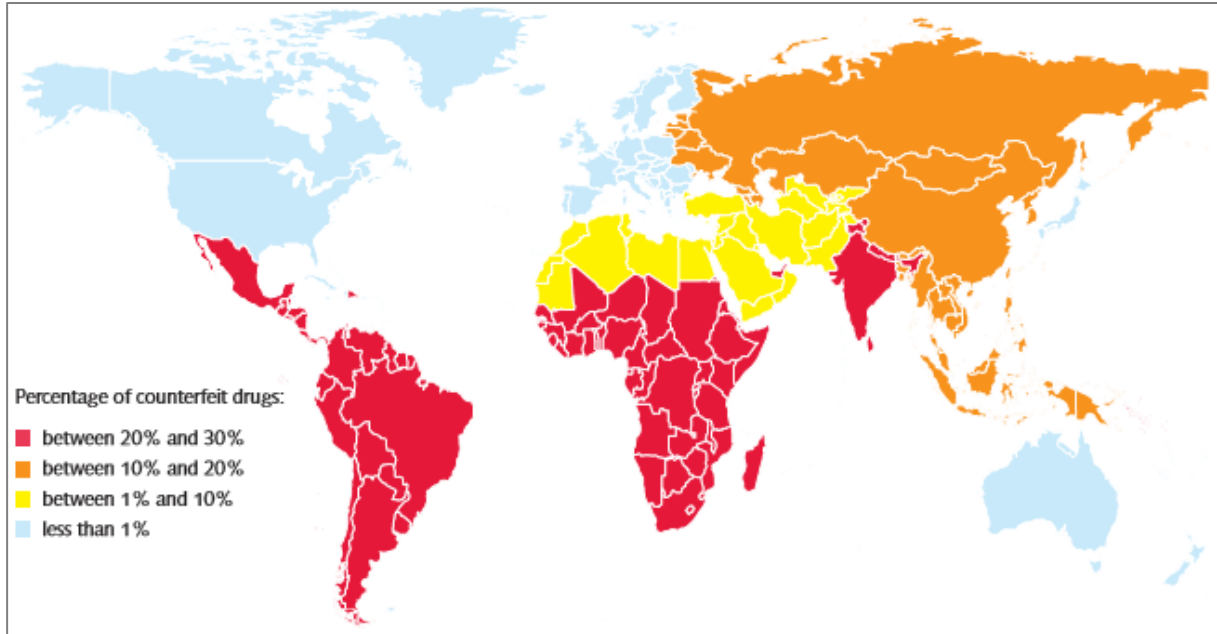 Percentage of counterfeit drugs:
between 20% and 30%
between 10% and 20%
between 1% and 10%
less than 1%